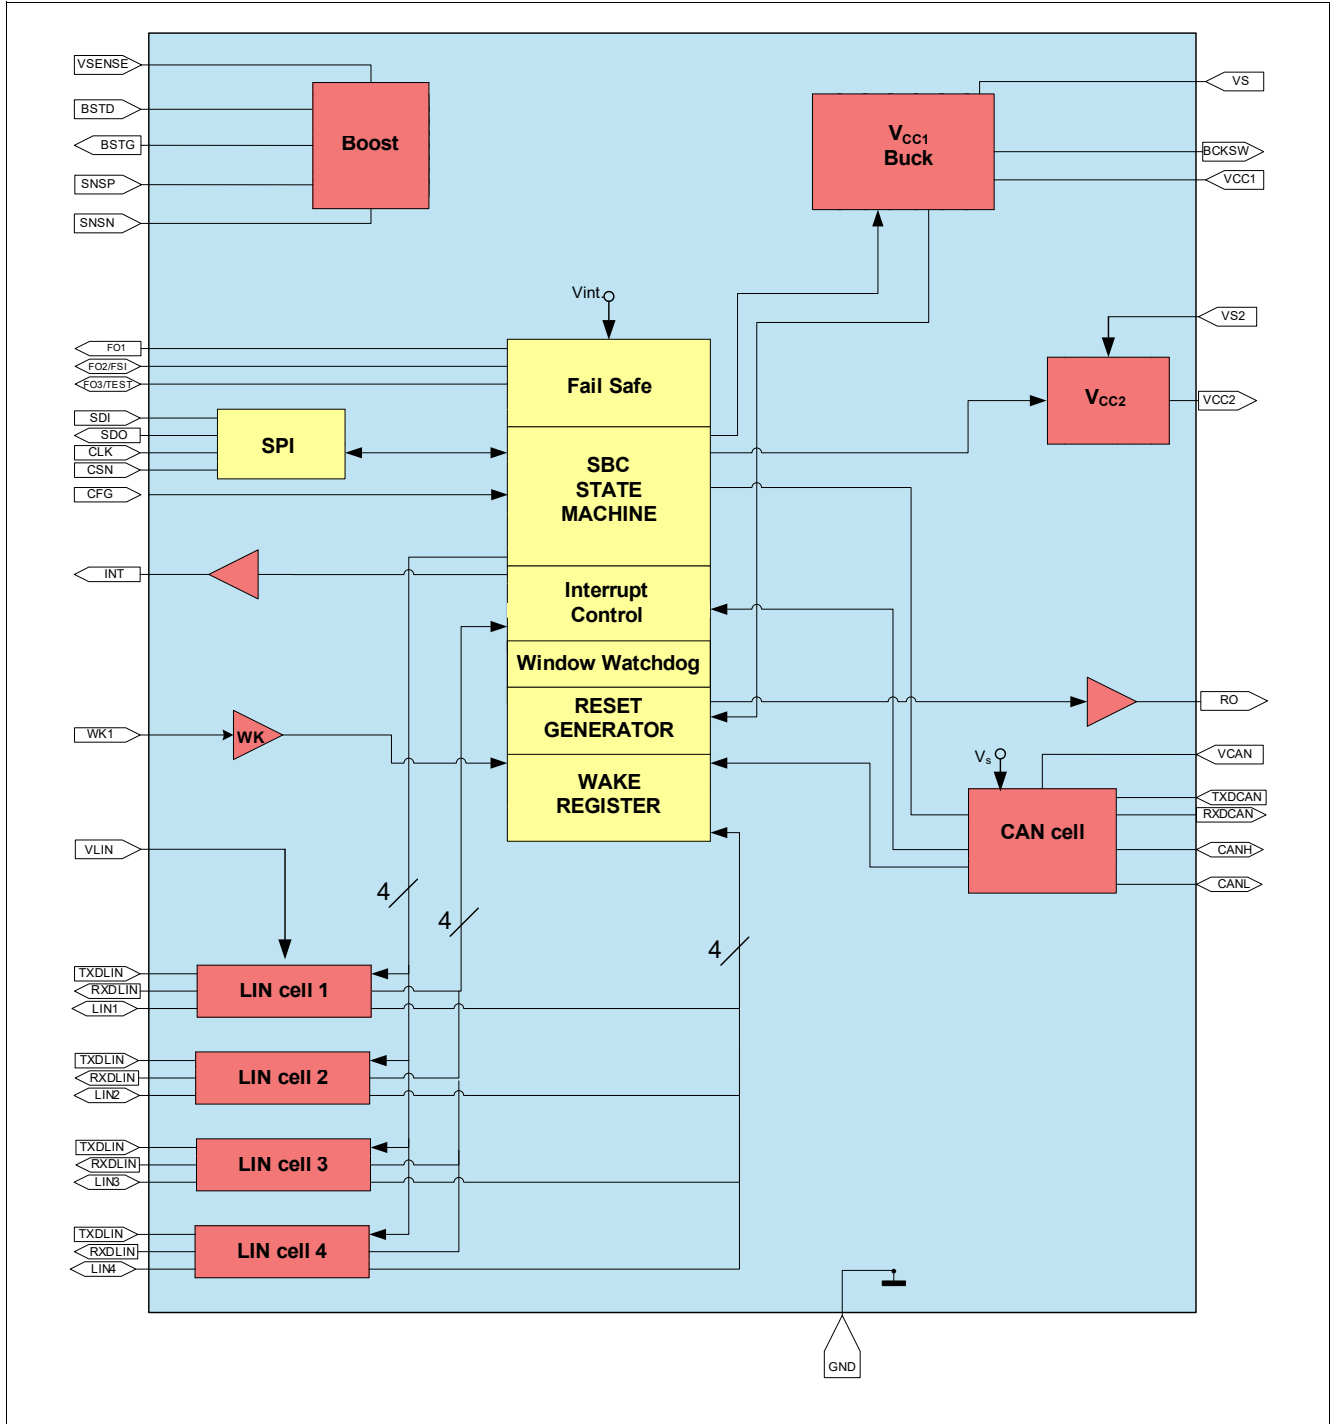 VSENSE
BSTD
BSTG
SNSP
SNSN
Boost
VCC1
Buck
VS
BCKSW
VCC1
Vint.
VS2
VCC2
VCC2
FO1
FO2/FSI
FO3/TEST
Fail Safe
SDI
SDO
CLK
CSN
CFG
SPI
SBC
STATE
MACHINE
INT
Interrupt
Control
Window Watchdog
RESET
GENERATOR
RO
WK1
WK
WAKE
REGISTER
Vs
VCAN
TXDCAN
RXDCAN
CANH
CANL
CAN cell
VLIN
4
4
4
TXDLIN
RXDLIN
LIN1
LIN cell 1
TXDLIN
RXDLIN
LIN2
LIN cell 2
TXDLIN
RXDLIN
LIN3
LIN cell 3
TXDLIN
RXDLIN
LIN4
LIN cell 4
GND